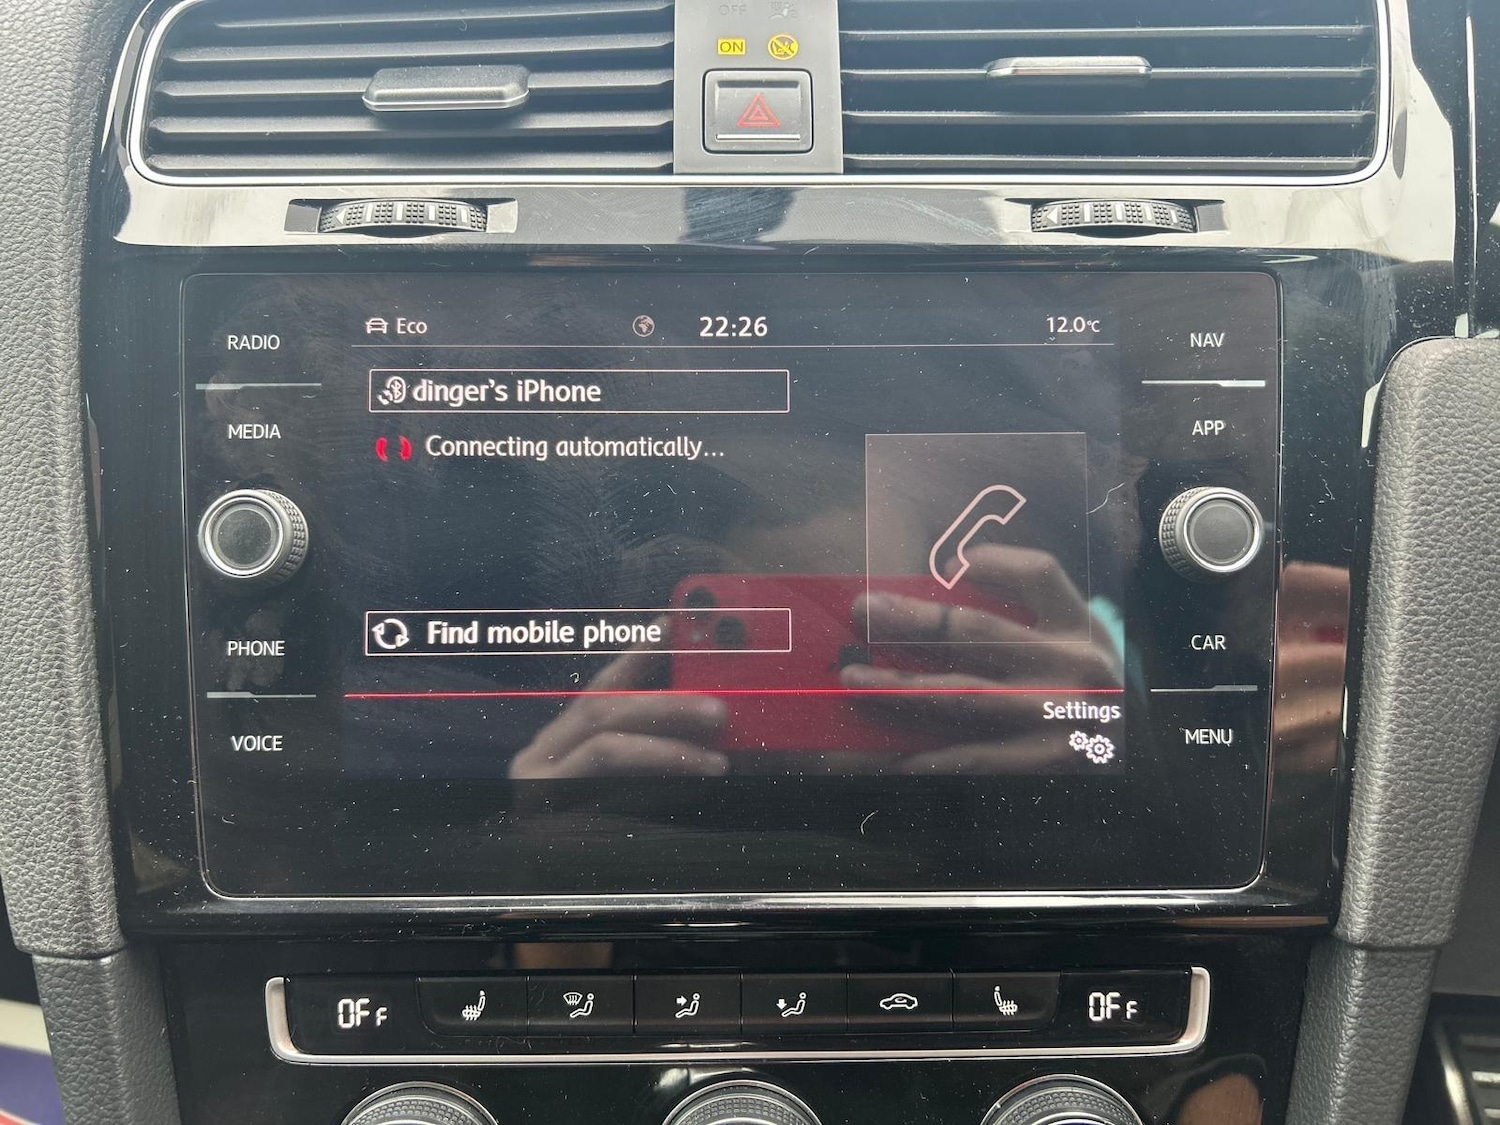 OFF
ON
RADIO
MEDIA
PHONE
VOICE
Eco
22:26
12.0°C
dinger's iPhone
Connecting automatically...
Find mobile phone
Settings
NAV
APP
CAR
MENU
OFF
OFF